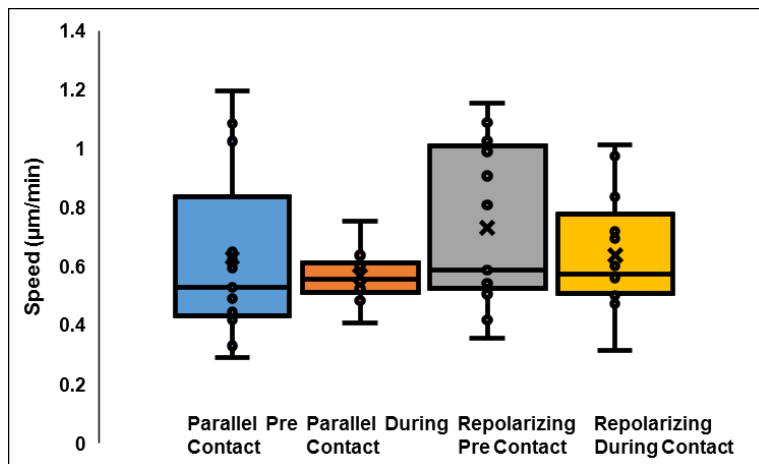 1.4
1.2
1
0.8
0.6
0.4
0.2
0
Speed (μm/min)
Parallel Pre Contact
Parallel During Contact
Repolarizing Pre Contact
Repolarizing During Contact